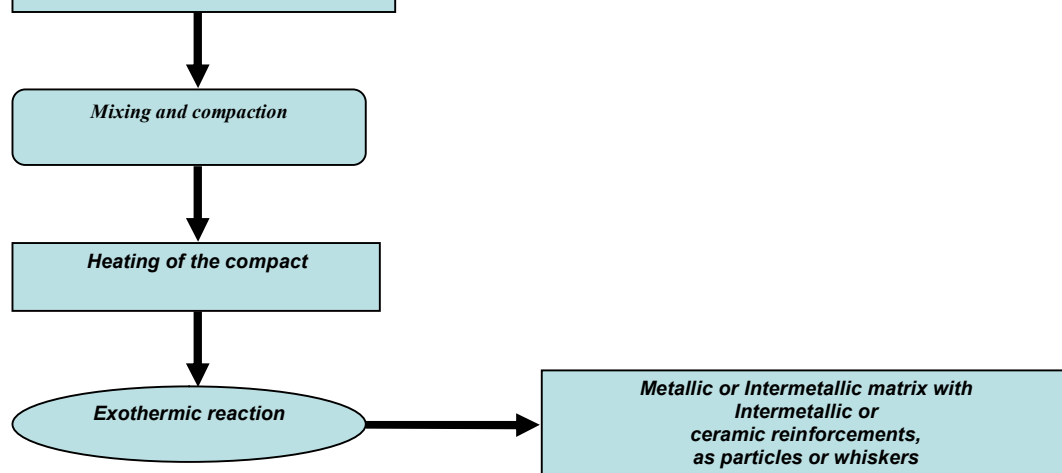 Mixing and compaction
Heating of the compact
Exothermic reaction
Metallic or Intermetallic matrix with
Intermetallic or
ceramic reinforcements,
as particles or whiskers